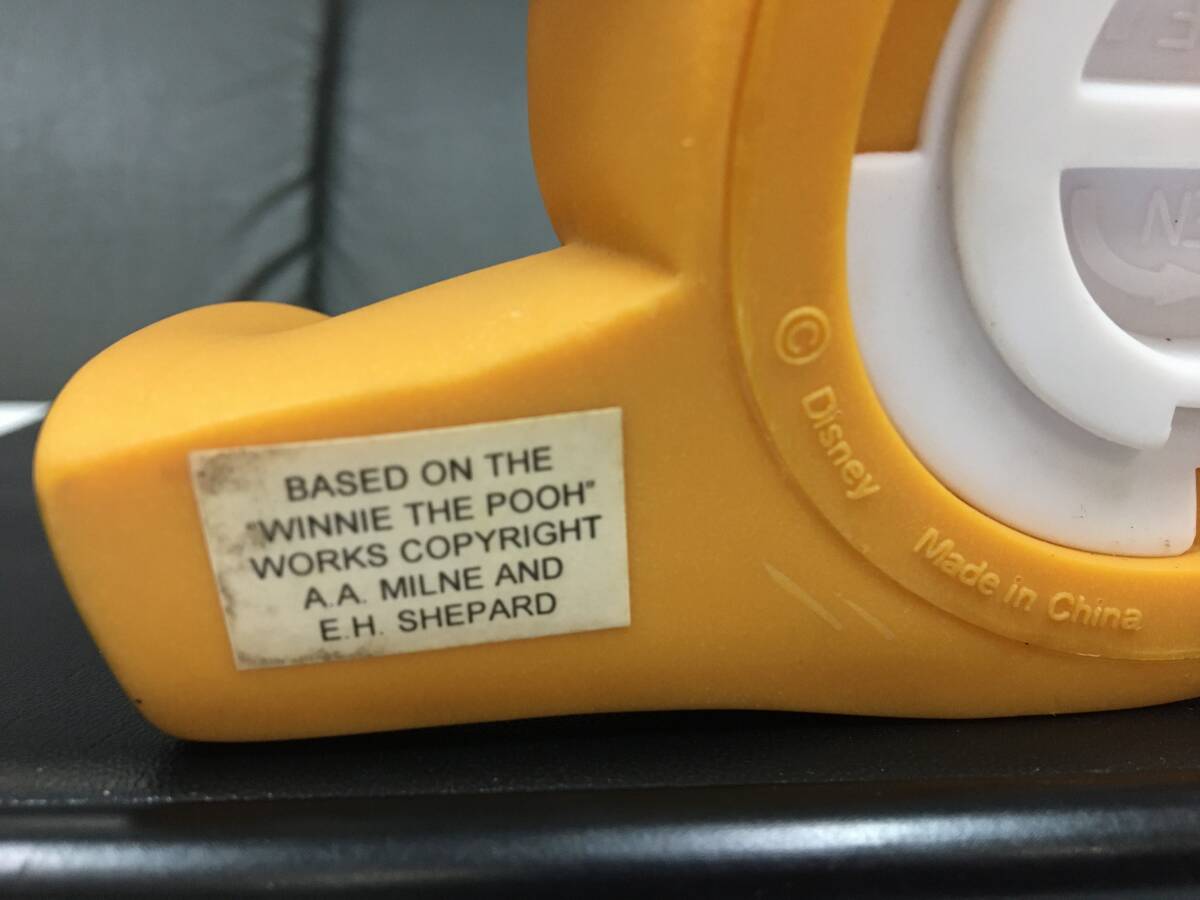 BASED ON THE
"WINNIE THE POOH"
WORKS COPYRIGHT
A.A. MILNE AND
E.H. SHEPARD
© Disney
Made in China